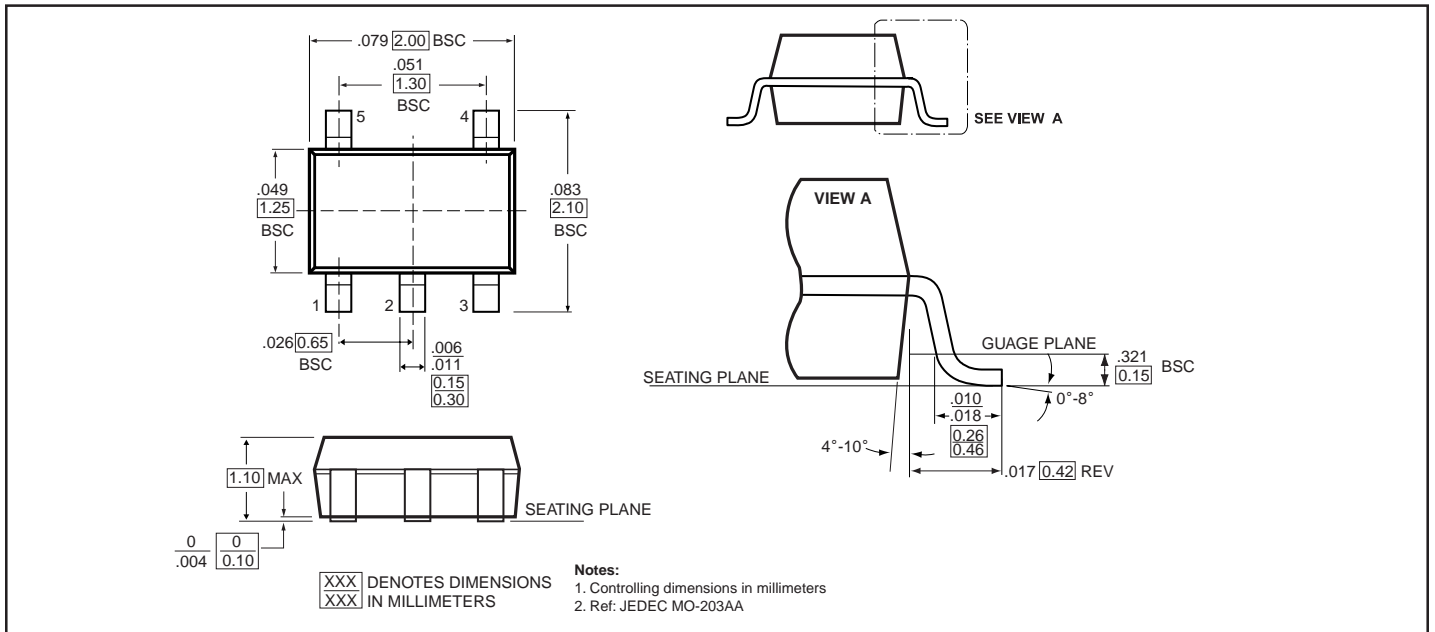 .079 2.00 BSC
.051
1.30
BSC
5
4
.049
1.25
BSC
.083
2.10
BSC
1
2
3
.026 0.65
BSC
.006
.011
0.15
0.30
1.10 MAX
SEATING PLANE
0
.004
0
0.10
XXX
XXX
DENOTES DIMENSIONS
IN MILLIMETERS
Notes:
1. Controlling dimensions in millimeters
2. Ref: JEDEC MO-203AA
SEE VIEW A
VIEW A
GUAGE PLANE
SEATING PLANE
.321
0.15
BSC
0°-8°
.010
.018
0.26
0.46
4°-10°
.017 0.42 REV